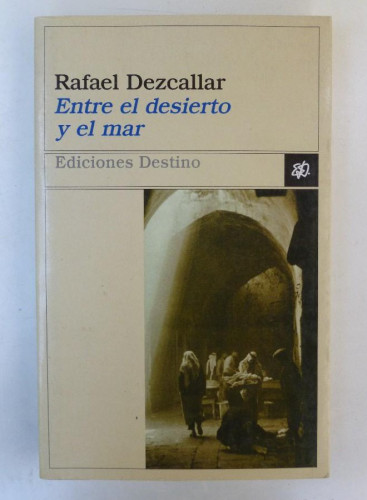 Rafael Dezcallar
Entre el desierto
y el mar
Ediciones Destino